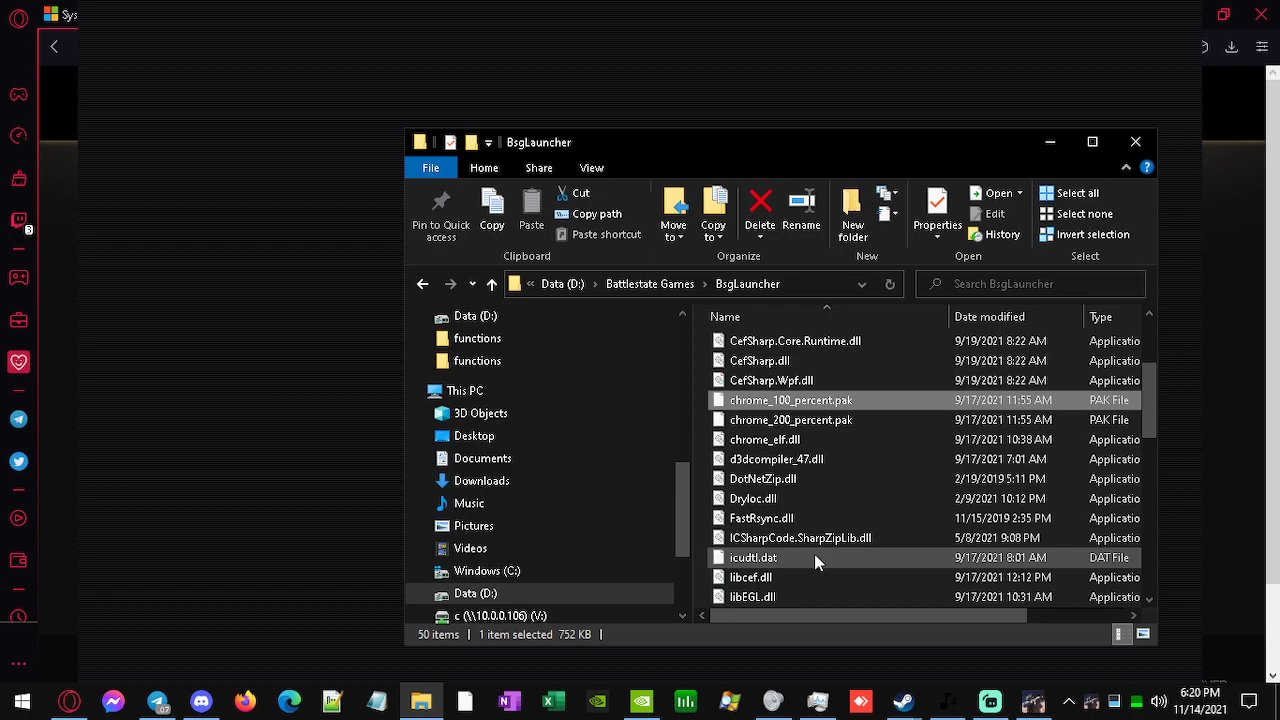 Sys
BsgLauncher
File Home Share View
Pin to Quick access
Copy
Paste
Cut
Copy path
Paste shortcut
Move to
Copy to
Delete
Rename
New folder
Properties
Open
Edit
History
Select all
Select none
Invert selection
Clipboard Organize New Open Select
Data (D:) Battlestate Games BsgLauncher
Search BsgLauncher
Data (D:)
functions
functions
This PC
3D Objects
Desktop
Documents
Downloads
Music
Pictures
Videos
Windows (C:)
Data (D:)
c (\\10.0.0.106) (V:)
Name Date modified Type
CefSharp.Core.Runtime.dll 9/19/2021 8:22 AM Applicatio
CefSharp.dll 9/19/2021 8:22 AM Applicatio
CefSharp.Wpf.dll 9/19/2021 8:22 AM Applicatio
chrome_100_percent.pak 9/17/2021 11:55 AM PAK File
chrome_200_percent.pak 9/17/2021 11:55 AM PAK File
chrome_elf.dll 9/17/2021 10:38 AM Applicatio
d3dcompiler_47.dll 9/17/2021 7:01 AM Applicatio
DotNetZip.dll 2/19/2019 5:11 PM Applicatio
Dryloc.dll 2/9/2021 10:12 PM Applicatio
FastRsync.dll 11/15/2019 2:35 PM Applicatio
ICSharpCode.SharpZipLib.dll 5/8/2021 9:08 PM Applicatio
icudtl.dat 9/17/2021 8:01 AM DAT File
libcef.dll 9/17/2021 12:12 PM Applicatio
libEGL.dll 9/17/2021 10:31 AM Applicatio
50 items 1 item selected 752 KB
3
07
6:20 PM
11/14/2021